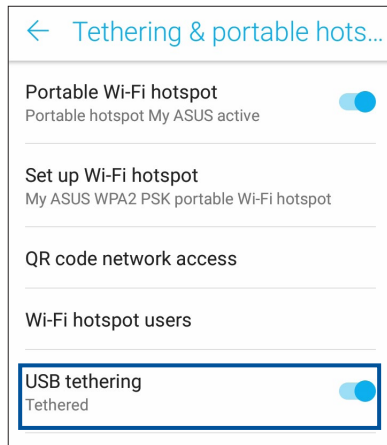 Tethering & portable hots...
Portable Wi-Fi hotspot
Portable hotspot My ASUS active
Set up Wi-Fi hotspot
My ASUS WPA2 PSK portable Wi-Fi hotspot
QR code network access
Wi-Fi hotspot users
USB tethering
Tethered